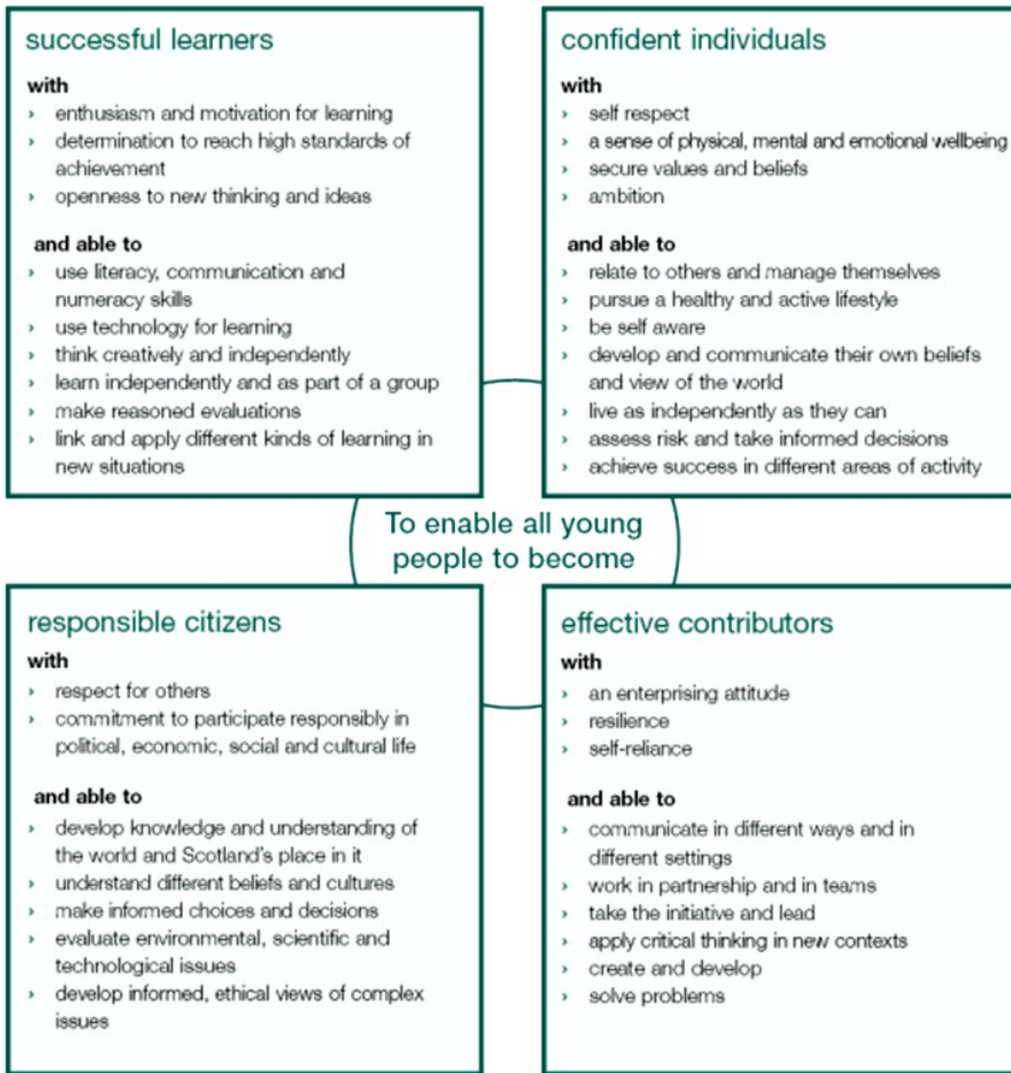 successful learners
with
› enthusiasm and motivation for learning
› determination to reach high standards of
achievement
› openness to new thinking and ideas
and able to
› use literacy, communication and
numeracy skills
› use technology for learning
› think creatively and independently
› learn independently and as part of a group
› make reasoned evaluations
› link and apply different kinds of learning in
new situations
confident individuals
with
› self respect
› a sense of physical, mental and emotional wellbeing
› secure values and beliefs
› ambition
and able to
› relate to others and manage themselves
› pursue a healthy and active lifestyle
› be self aware
› develop and communicate their own beliefs
and view of the world
› live as independently as they can
› assess risk and take informed decisions
› achieve success in different areas of activity
To enable all young
people to become
responsible citizens
with
› respect for others
› commitment to participate responsibly in
political, economic, social and cultural life
and able to
› develop knowledge and understanding of
the world and Scotland's place in it
› understand different beliefs and cultures
› make informed choices and decisions
› evaluate environmental, scientific and
technological issues
› develop informed, ethical views of complex
issues
effective contributors
with
› an enterprising attitude
› resilience
› self-reliance
and able to
› communicate in different ways and in
different settings
› work in partnership and in teams
› take the initiative and lead
› apply critical thinking in new contexts
› create and develop
› solve problems